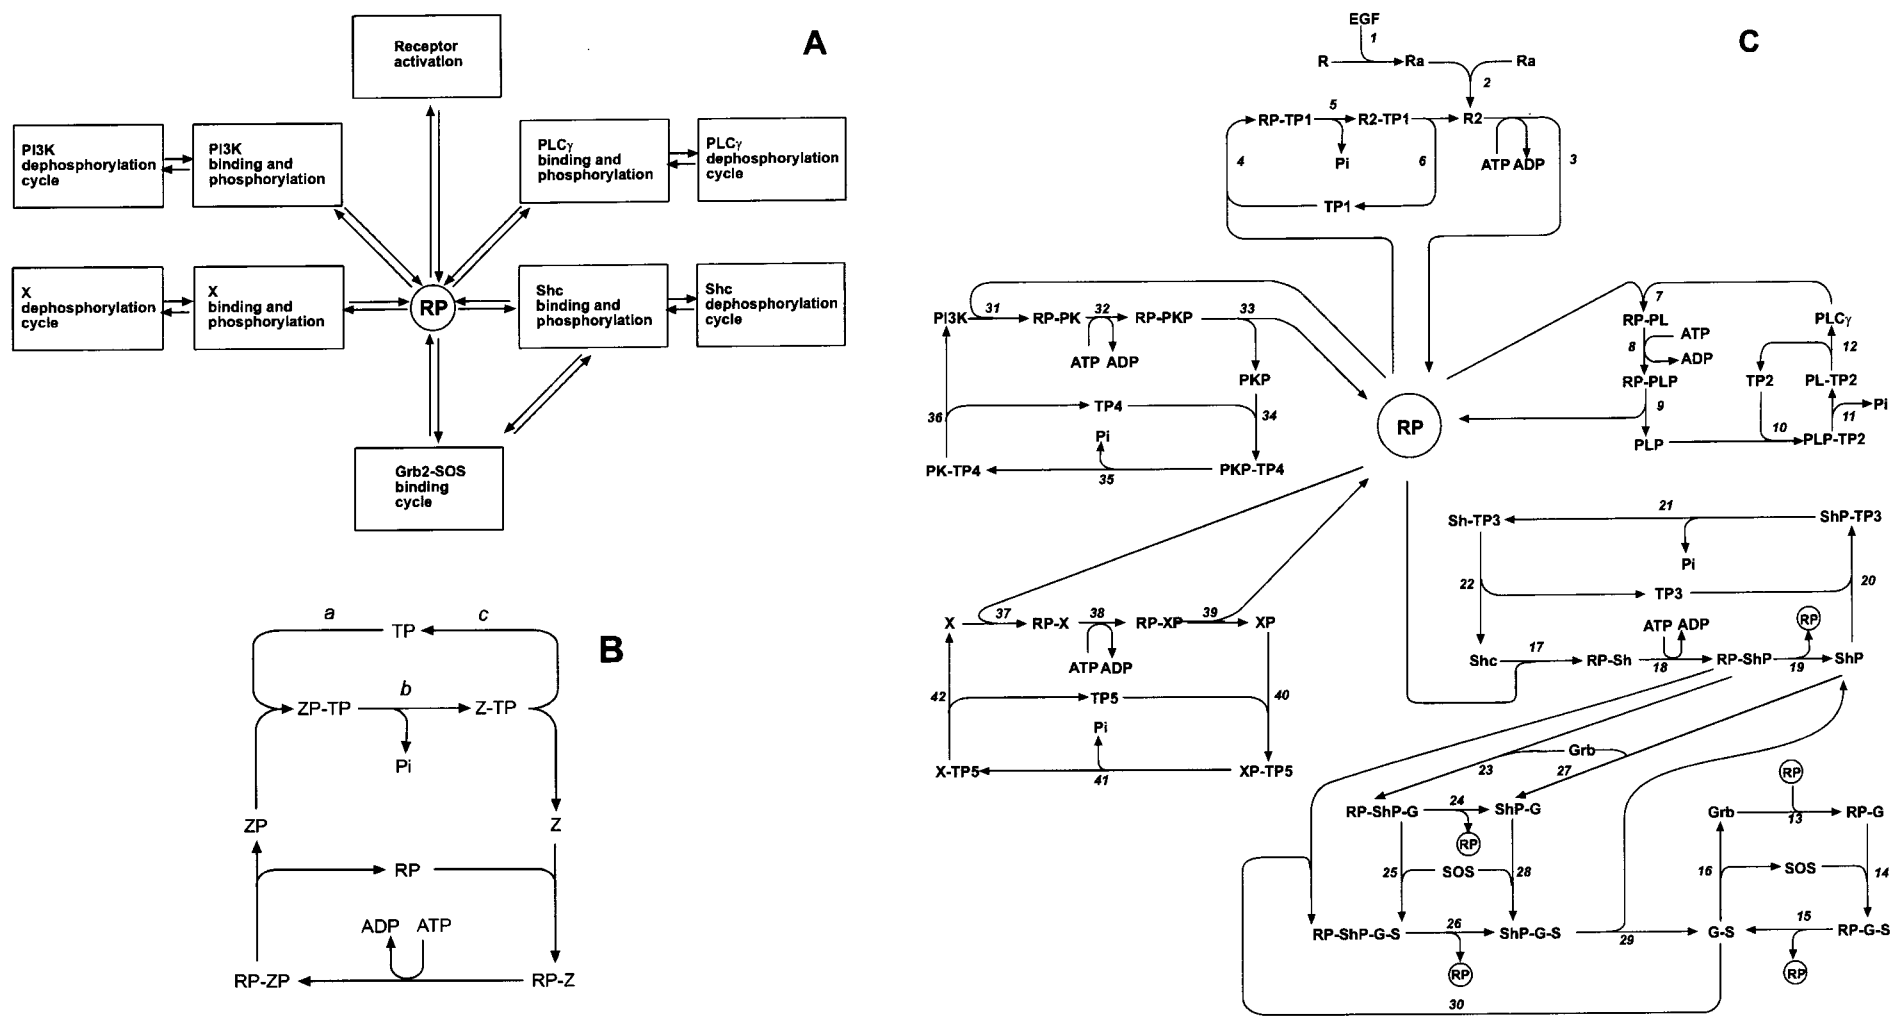 A
Receptor
activation
PI3K
dephosphorylation
cycle
PI3K
binding and
phosphorylation
PLCγ
binding and
phosphorylation
PLCγ
dephosphorylation
cycle
X
dephosphorylation
cycle
X
binding and
phosphorylation
RP
Shc
binding and
phosphorylation
Shc
dephosphorylation
cycle
Grb2-SOS
binding
cycle
B
a
TP
c
ZP-TP
b
Z-TP
Pi
ZP
Z
RP
ADP
ATP
RP-ZP
RP-Z
C
EGF
1
R
Ra
Ra
2
RP-TP1
5
R2-TP1
R2
4
Pi
6
ATP ADP
3
TP1
PI3K
31
RP-PK
32
RP-PKP
33
ATP ADP
PKP
36
TP4
34
Pi
PK-TP4
35
PKP-TP4
RP
7
RP-PL
PLCγ
8
ATP
ADP
12
RP-PLP
TP2
PL-TP2
9
11
Pi
10
PLP
PLP-TP2
Sh-TP3
21
ShP-TP3
Pi
22
TP3
20
RP
ATP ADP
17
Shc
RP-Sh
18
RP-ShP
19
ShP
X
37
RP-X
38
RP-XP
39
XP
ATP ADP
42
TP5
40
Pi
X-TP5
41
XP-TP5
Grb
23
27
RP-ShP-G
24
ShP-G
RP
25
SOS
28
RP-ShP-G-S
26
ShP-G-S
RP
29
G-S
RP
Grb
13
RP-G
16
SOS
14
15
RP-G-S
RP
30